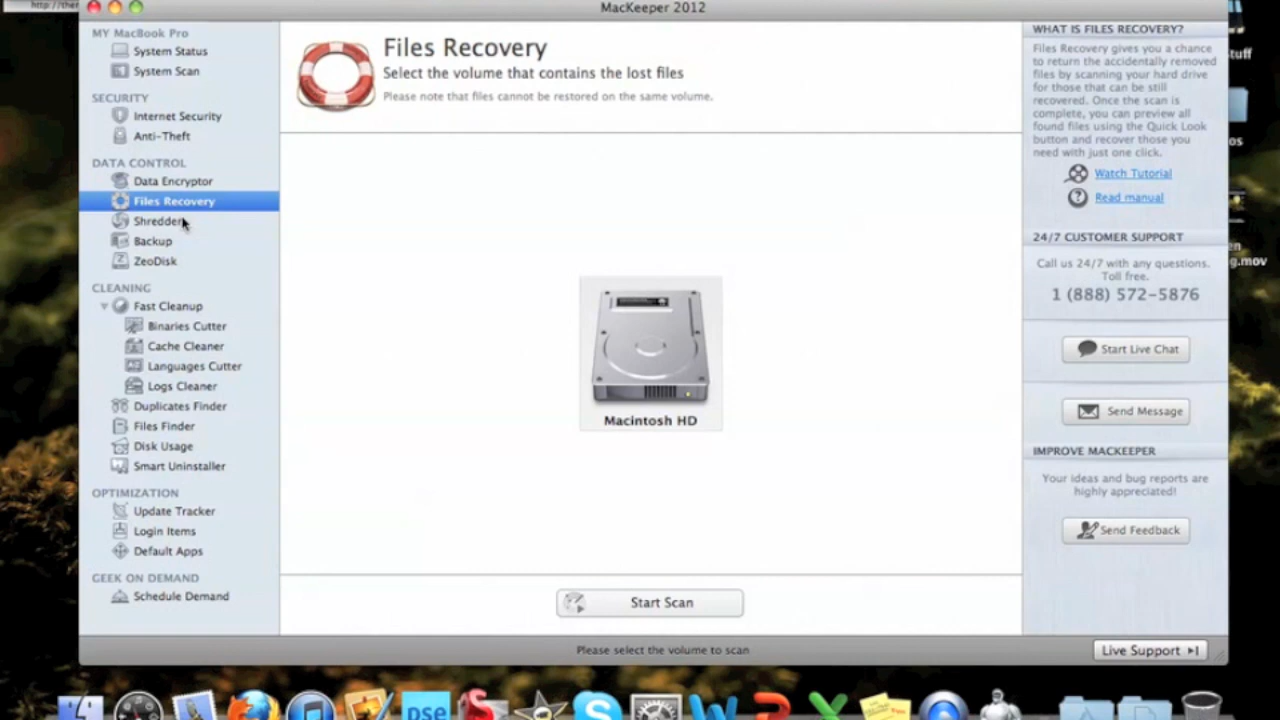 http://ther
MacKeeper 2012
MY MacBook Pro
System Status
System Scan
SECURITY
Internet Security
Anti-Theft
DATA CONTROL
Data Encryptor
Files Recovery
Shredder
Backup
ZeoDisk
CLEANING
Fast Cleanup
Binaries Cutter
Cache Cleaner
Languages Cutter
Logs Cleaner
Duplicates Finder
Files Finder
Disk Usage
Smart Uninstaller
OPTIMIZATION
Update Tracker
Login Items
Default Apps
GEEK ON DEMAND
Schedule Demand
Files Recovery
Select the volume that contains the lost files
Please note that files cannot be restored on the same volume.
Macintosh HD
Start Scan
Please select the volume to scan
WHAT IS FILES RECOVERY?
Files Recovery gives you a chance
to return the accidentally removed
files by scanning your hard drive
for those that can be still
recovered. Once the scan is
complete, you can preview all
found files using the Quick Look
button and recover those you
need with just one click.
Watch Tutorial
Read manual
24/7 CUSTOMER SUPPORT
Call us 24/7 with any questions.
Toll free.
1 (888) 572-5876
Start Live Chat
Send Message
IMPROVE MACKEEPER
Your ideas and bug reports are
highly appreciated!
Send Feedback
Live Support
tuff
os
en
g.mov
pse